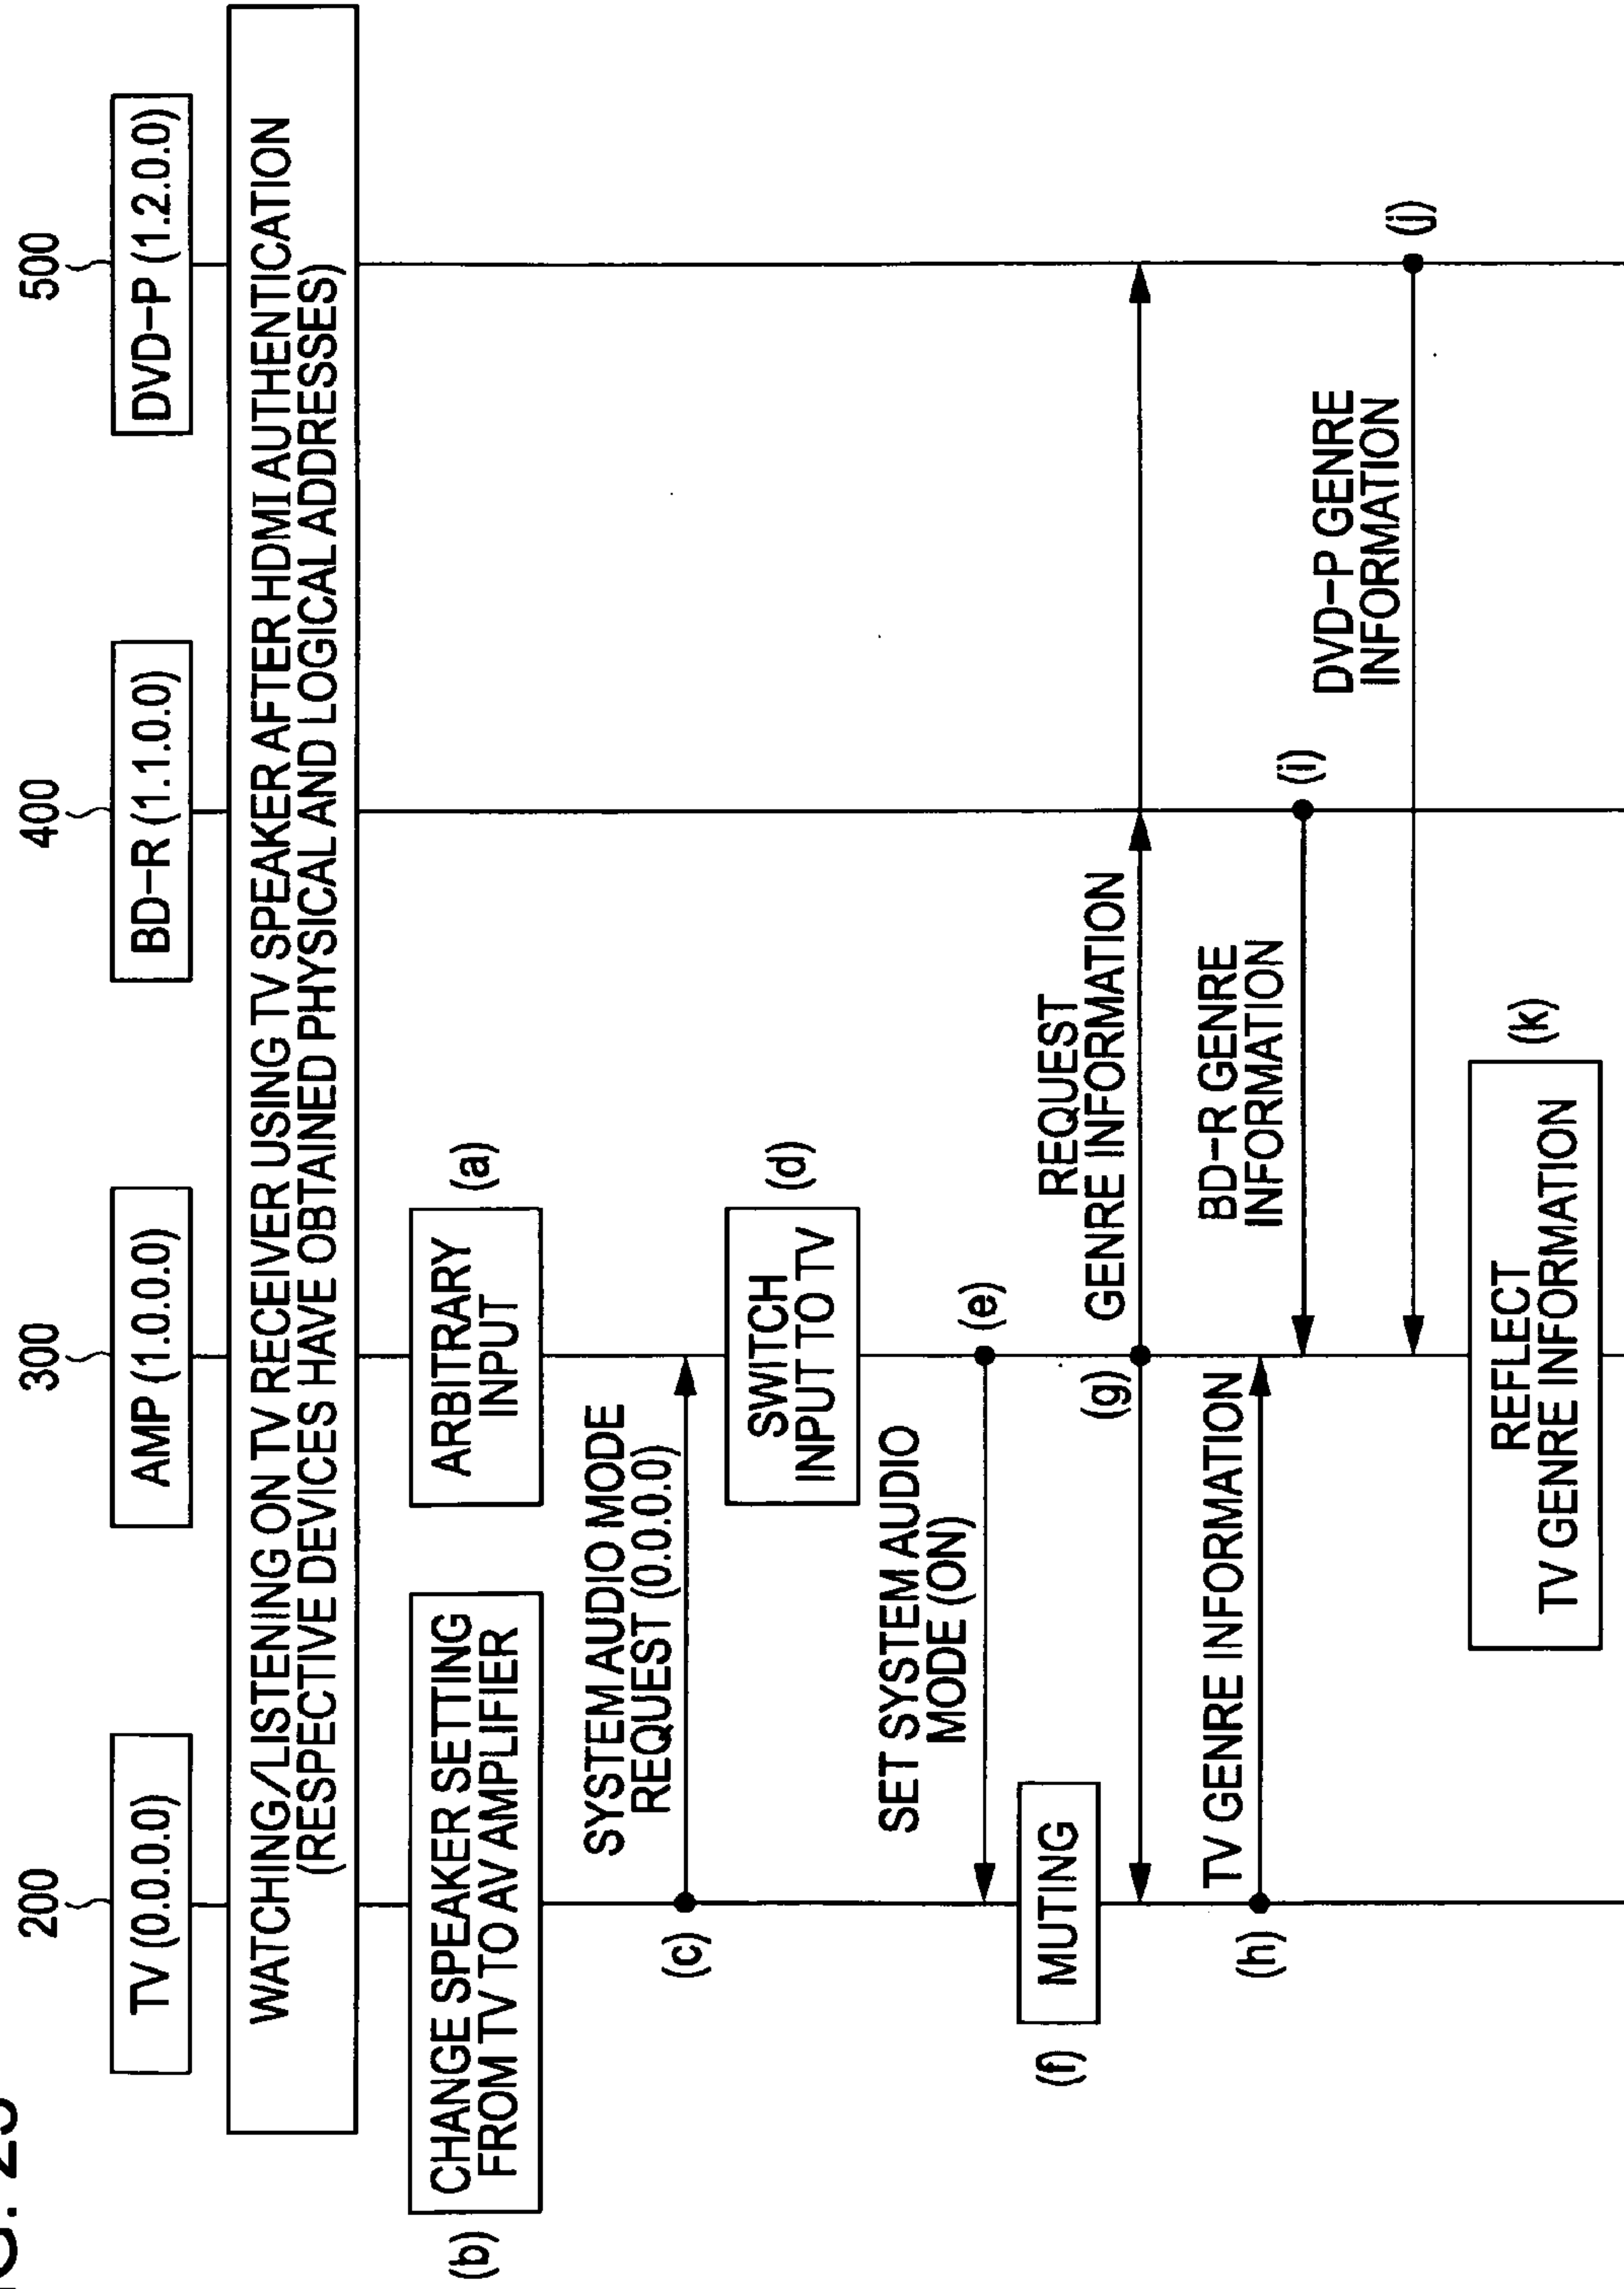 200
300
400
500
TV (0.0.0.0)
AMP (1.0.0.0)
BD-R (1.1.0.0)
DVD-P (1.2.0.0)
WATCHING/LISTENING ON TV RECEIVER USING TV SPEAKER AFTER HDMI AUTHENTICATION
(RESPECTIVE DEVICES HAVE OBTAINED PHYSICAL AND LOGICAL ADDRESSES)
(b)
CHANGE SPEAKER SETTING
FROM TV TO AV AMPLIFIER
ARBITRARY
INPUT
(a)
SYSTEM AUDIO MODE
REQUEST (0.0.0.0)
(c)
SWITCH
INPUT TO TV
(d)
SET SYSTEM AUDIO
MODE (ON)
(e)
(f)
MUTING
REQUEST
GENRE INFORMATION
(g)
TV GENRE INFORMATION
(h)
BD-R GENRE
INFORMATION
(i)
DVD-P GENRE
INFORMATION
(j)
REFLECT
TV GENRE INFORMATION
(k)